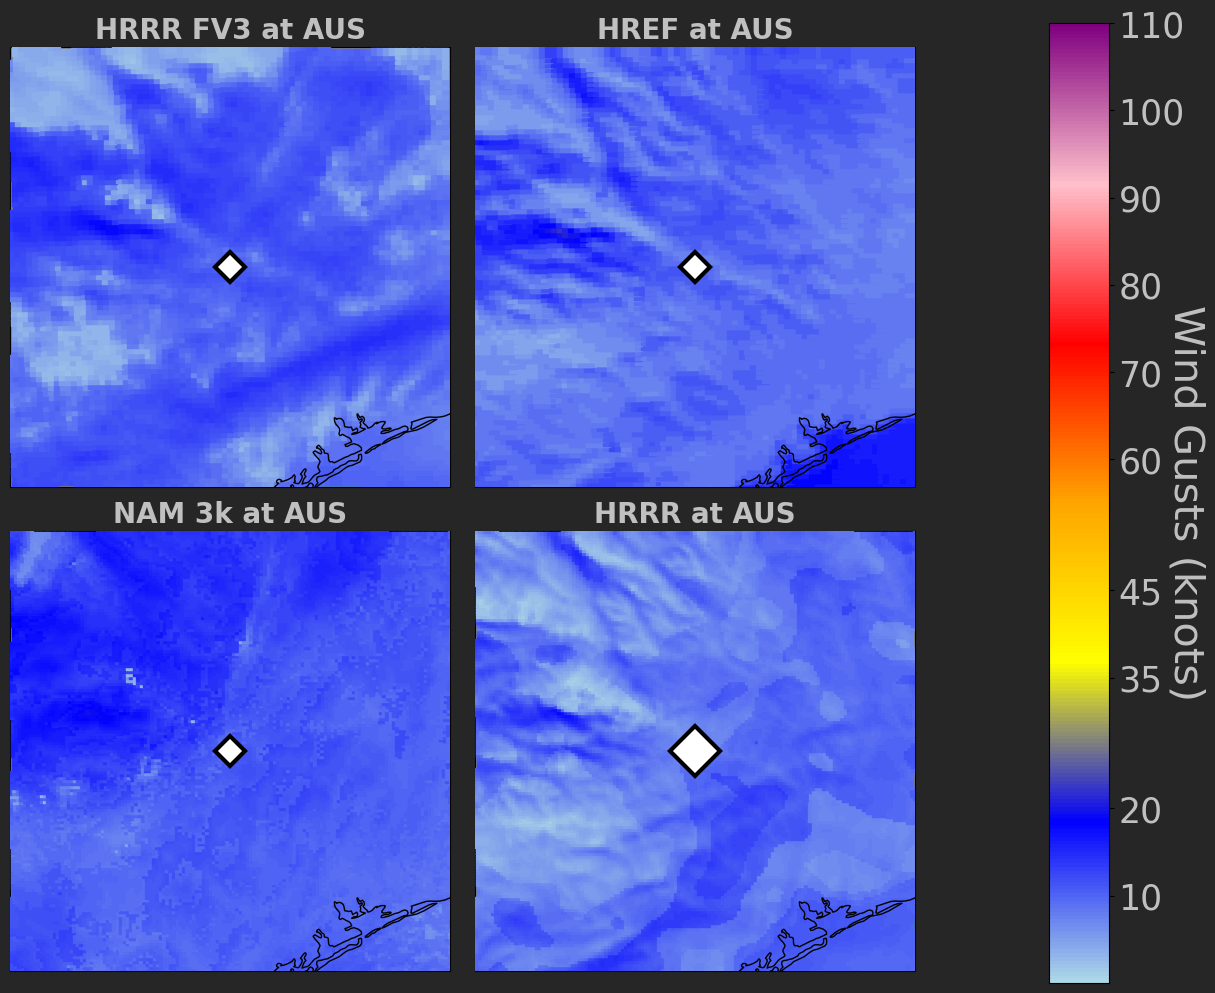 HRRR FV3 at AUS
HREF at AUS
NAM 3k at AUS
HRRR at AUS
110
100
90
80
70
60
45
35
20
10
Wind Gusts (knots)